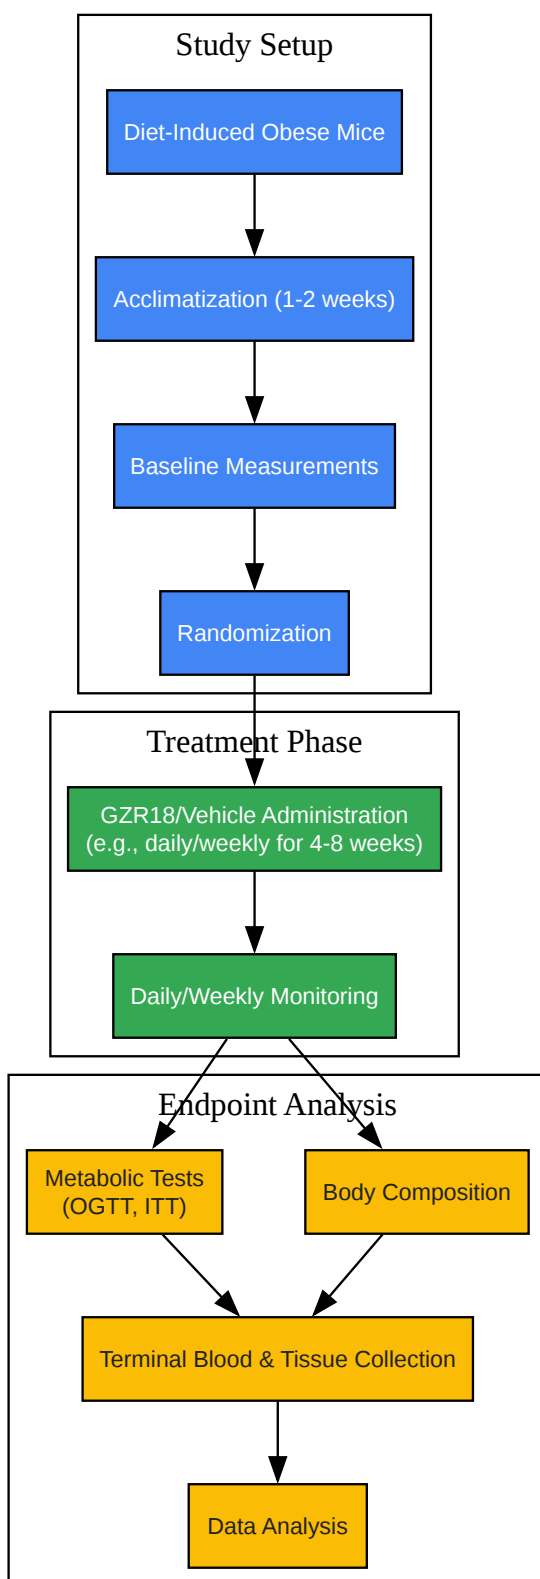 Study Setup
Diet-Induced Obese Mice
Acclimatization (1-2 weeks)
Baseline Measurements
Randomization
Treatment Phase
GZR18/Vehicle Administration
(e.g., daily/weekly for 4-8 weeks)
Daily/Weekly Monitoring
Endpoint Analysis
Metabolic Tests
(OGTT, ITT)
Body Composition
Terminal Blood & Tissue Collection
Data Analysis